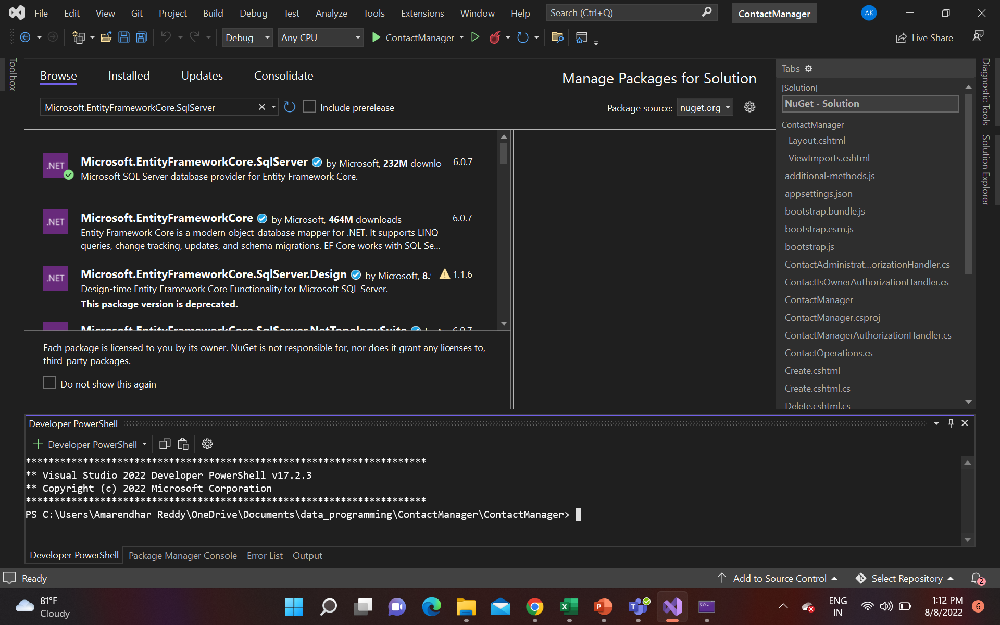 File Edit View Git Project Build Debug Test Analyze Tools Extensions Window Help Search (Ctrl+Q) ContactManager AK
Debug Any CPU ContactManager Live Share
Toolbox
Browse Installed Updates Consolidate Manage Packages for Solution
Microsoft.EntityFrameworkCore.SqlServer Include prerelease Package source: nuget.org
.NET Microsoft.EntityFrameworkCore.SqlServer by Microsoft, 232M downlo 6.0.7
Microsoft SQL Server database provider for Entity Framework Core.
.NET Microsoft.EntityFrameworkCore by Microsoft, 464M downloads 6.0.7
Entity Framework Core is a modern object-database mapper for .NET. It supports LINQ
queries, change tracking, updates, and schema migrations. EF Core works with SQL Se...
.NET Microsoft.EntityFrameworkCore.SqlServer.Design by Microsoft, 1.1.6
Design-time Entity Framework Core Functionality for Microsoft SQL Server.
This package version is deprecated.
Microsoft.EntityFrameworkCore.SqlServer.NetTopologySuite 6.0.7
Each package is licensed to you by its owner. NuGet is not responsible for, nor does it grant any licenses to,
third-party packages.
Do not show this again
Tabs
[Solution]
NuGet - Solution
ContactManager
_Layout.cshtml
_ViewImports.cshtml
additional-methods.js
appsettings.json
bootstrap.bundle.js
bootstrap.esm.js
bootstrap.js
ContactAdministrat...orizationHandler.cs
ContactIsOwnerAuthorizationHandler.cs
ContactManager
ContactManager.csproj
ContactManagerAuthorizationHandler.cs
ContactOperations.cs
Create.cshtml
Create.cshtml.cs
Delete.cshtml.cs
Diagnostic Tools
Solution Explorer
Developer PowerShell
Developer PowerShell
***********************************************************************
** Visual Studio 2022 Developer PowerShell v17.2.3
** Copyright (c) 2022 Microsoft Corporation
***********************************************************************
PS C:\Users\Amarendhar Reddy\OneDrive\Documents\data_programming\ContactManager\ContactManager>
Developer PowerShell Package Manager Console Error List Output
Ready Add to Source Control Select Repository 2
81°F
Cloudy
ENG
IN
1:12 PM
8/8/2022
6